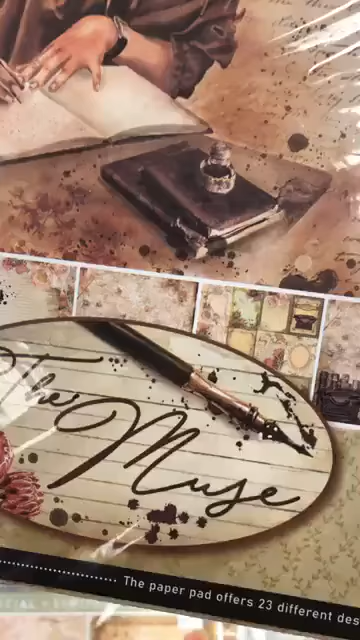 The
Muse
The paper pad offers 23 different des